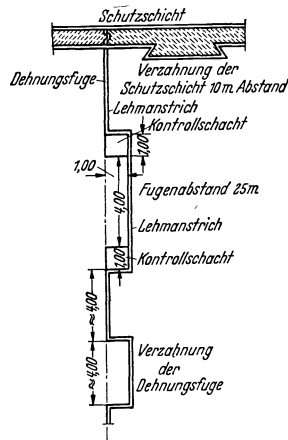 Schutzschicht
Dehnungsfuge
Verzahnung der
Schutzschicht 10m. Abstand
Lehmanstrich
Kontrollschacht
1,00
1,00
4,00
Fugenabstand 25m.
Lehmanstrich
1,00
Kontrollschacht
≈4,00
≈4,00
Verzahnung
der
Dehnungsfuge